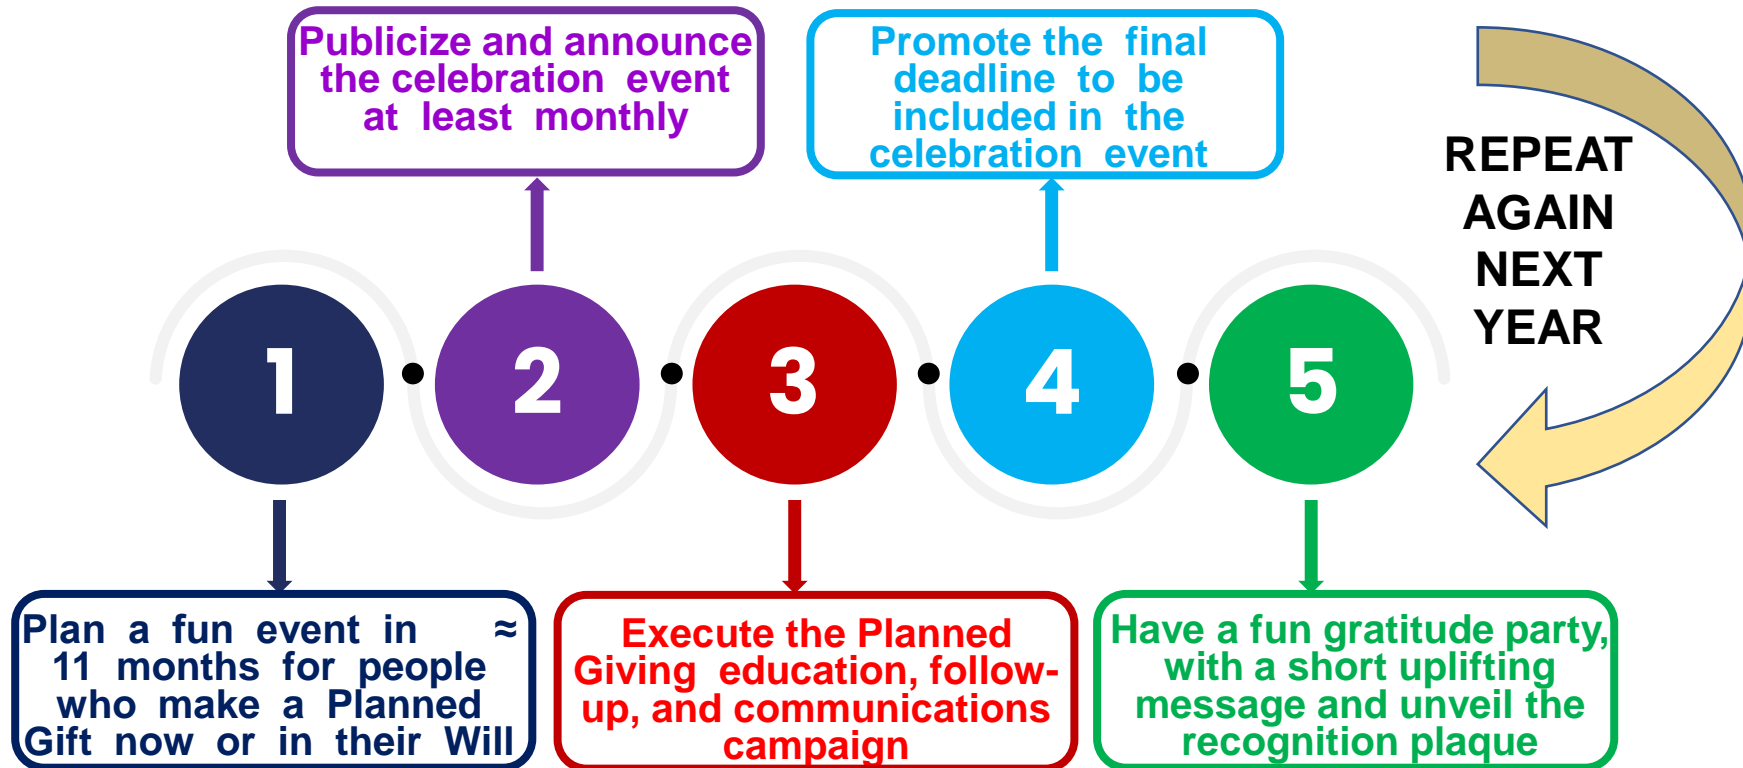 Publicize and announce
the celebration event
at least monthly
Promote the final
deadline to be
included in the
celebration event
REPEAT
AGAIN
NEXT
YEAR
1
2
3
4
5
Plan a fun event in ≈
11 months for people
who make a Planned
Gift now or in their Will
Execute the Planned
Giving education, follow-
up, and communications
campaign
Have a fun gratitude party,
with a short uplifting
message and unveil the
recognition plaque